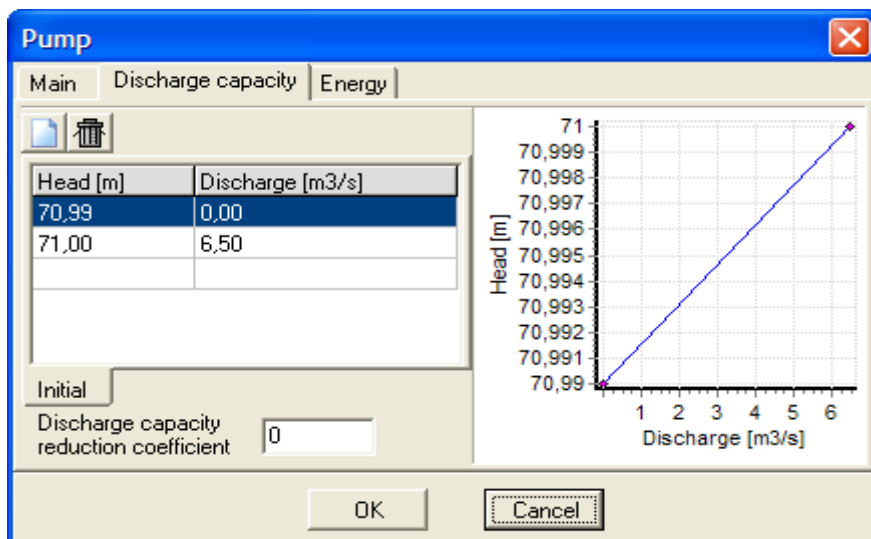 Pump
Main Discharge capacity Energy
Head [m] Discharge [m3/s]
70,99 0,00
71,00 6,50
Initial
Discharge capacity
reduction coefficient 0
71
70,999
70,998
70,997
70,996
70,995
70,994
70,993
70,992
70,991
70,99
Head [m]
1 2 3 4 5 6
Discharge [m3/s]
OK Cancel